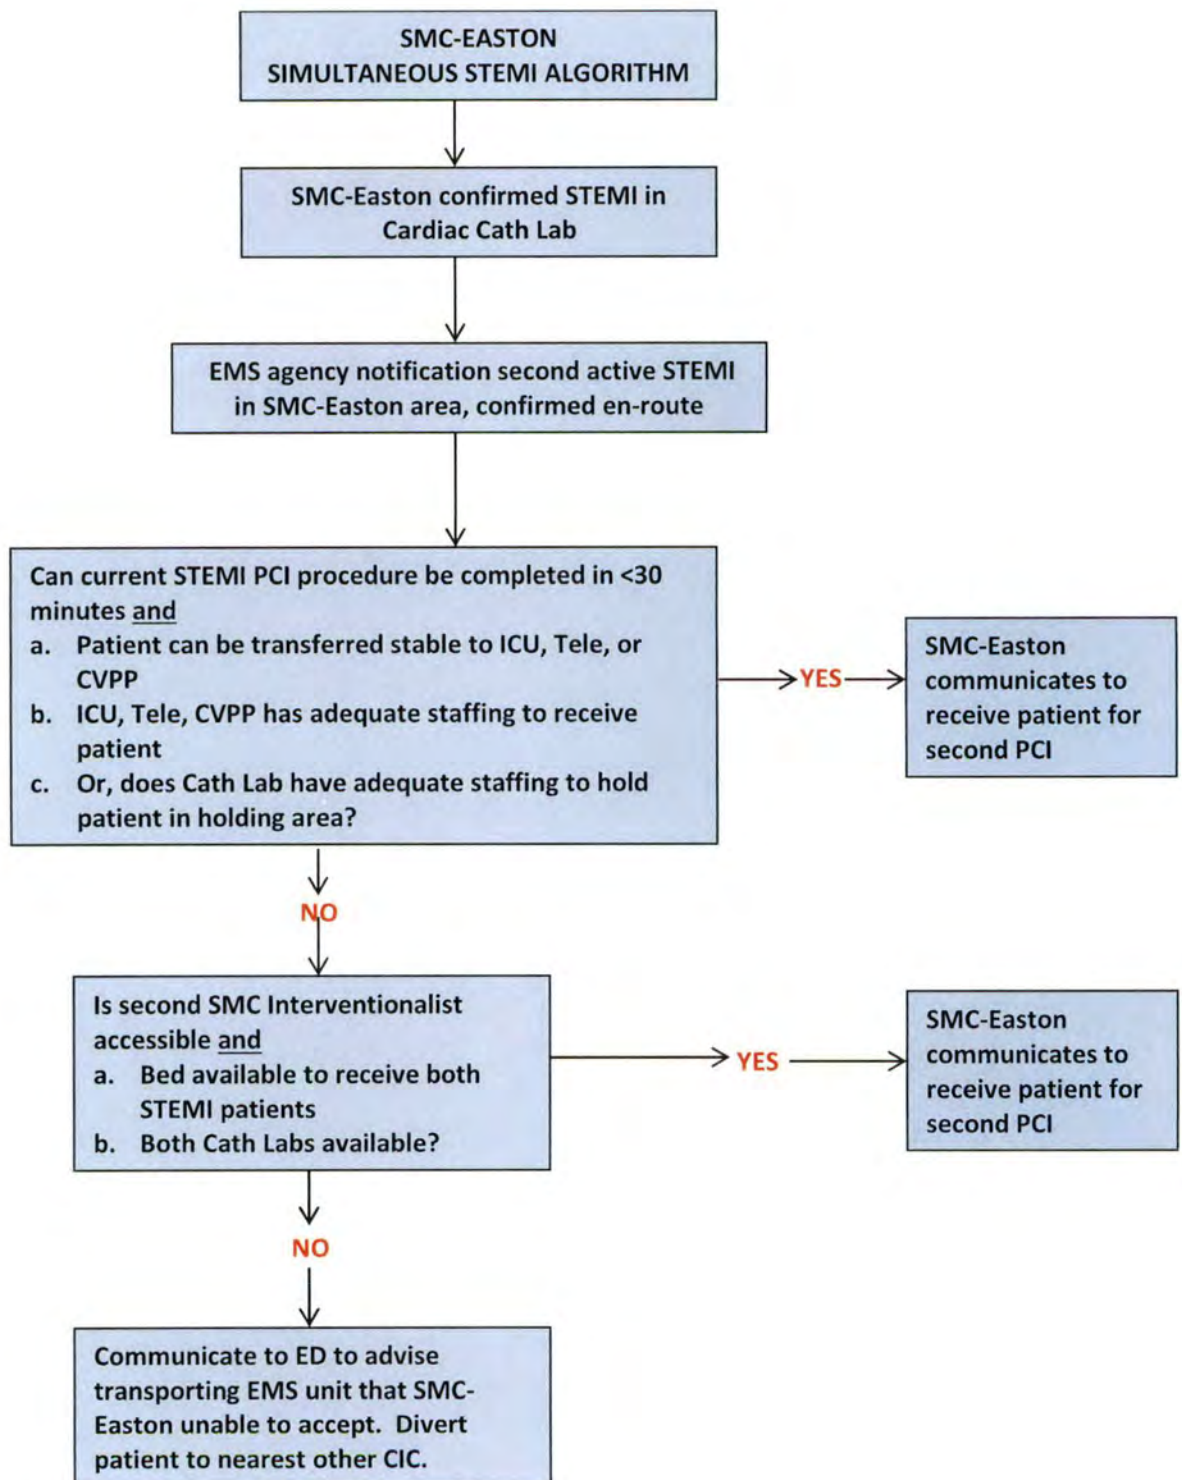 SMC-EASTON
SIMULTANEOUS STEMI ALGORITHM
SMC-Easton confirmed STEMI in
Cardiac Cath Lab
EMS agency notification second active STEMI
in SMC-Easton area, confirmed en-route
Can current STEMI PCI procedure be completed in <30
minutes and
a. Patient can be transferred stable to ICU, Tele, or
CVPP
b. ICU, Tele, CVPP has adequate staffing to receive
patient
c. Or, does Cath Lab have adequate staffing to hold
patient in holding area?
YES
SMC-Easton
communicates to
receive patient for
second PCI
NO
Is second SMC Interventionalist
accessible and
a. Bed available to receive both
STEMI patients
b. Both Cath Labs available?
YES
SMC-Easton
communicates to
receive patient for
second PCI
NO
Communicate to ED to advise
transporting EMS unit that SMC-
Easton unable to accept. Divert
patient to nearest other CIC.